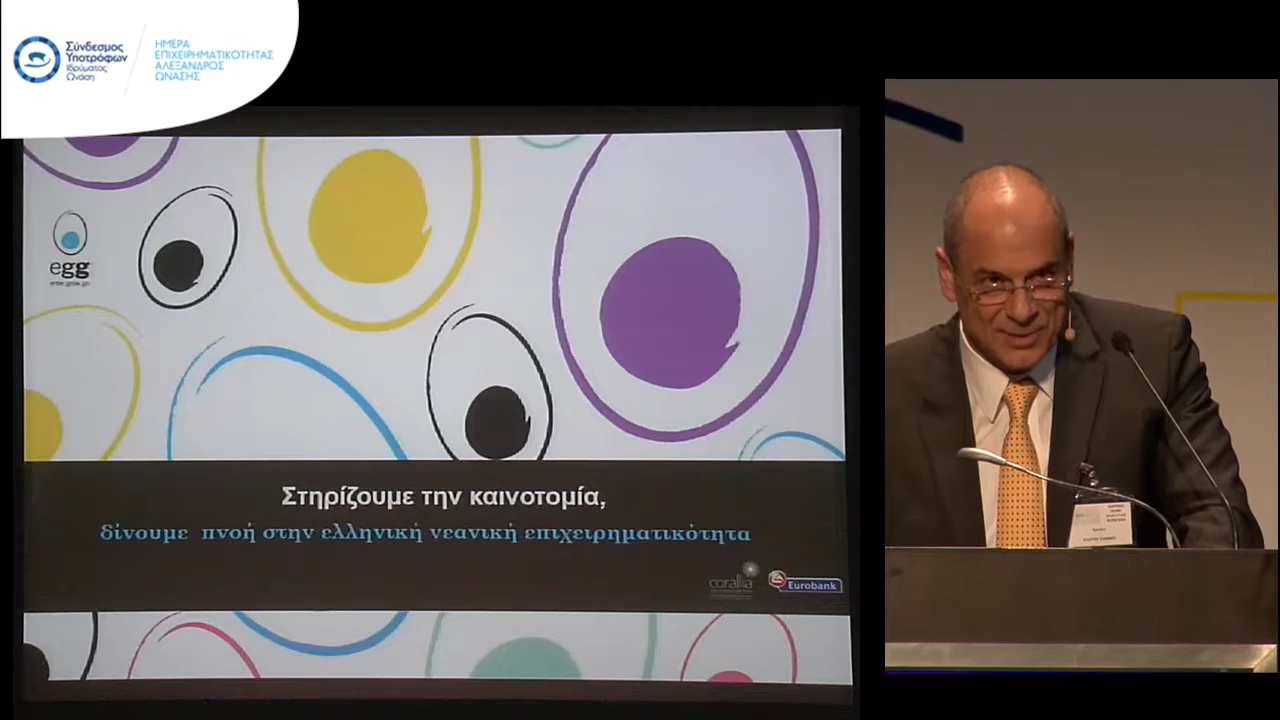 Σύνδεσμος
Υποτρόφων
Ιδρύματος
Ωνάση
ΗΜΕΡΑ
ΕΠΙΧΕΙΡΗΜΑΤΙΚΟΤΗΤΑΣ
ΑΛΕΞΑΝΔΡΟΣ
ΩΝΑΣΗΣ
egg
Στηρίζουμε την καινοτομία,
δίνουμε πνοή στην ελληνική νεανική επιχειρηματικότητα
corallia
Eurobank